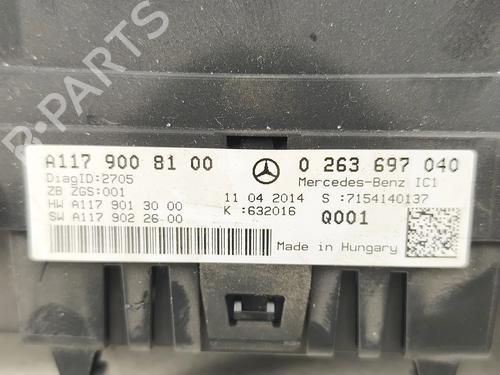 A117 900 81 00 0 263 697 040
DiagID:2705 Mercedes-Benz IC1
ZB ZGS:001 11 04 2014 S :7154140137
HW A117 901 30 00 K :632016 Q001
SW A117 902 26 00
Made in Hungary
B-PARTS